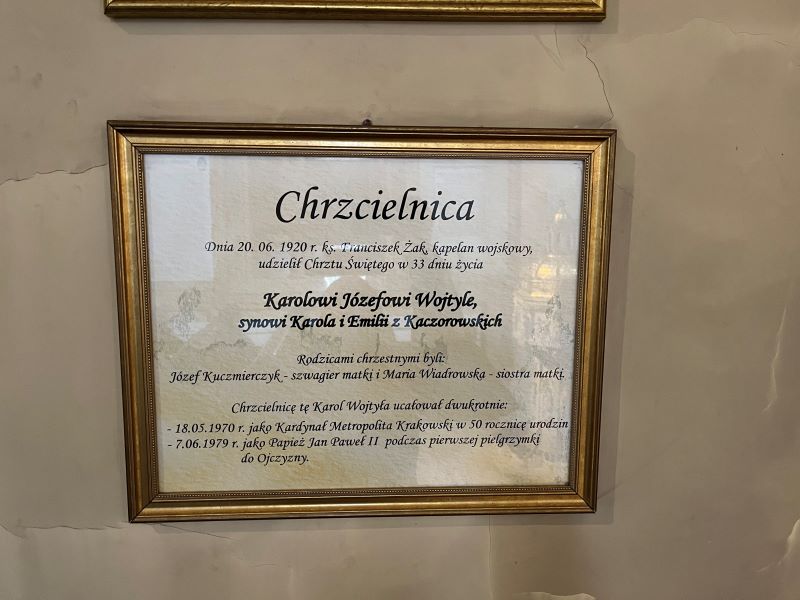 Chrzcielnica
Dnia 20. 06. 1920 r. ks. Franciszek Żak, kapelan wojskowy,
udzielił Chrztu Świętego w 33 dniu życia
Karolowi Józefowi Wojtyle,
synowi Karola i Emilii z Kaczorowskich
Rodzicami chrzestnymi byli:
Józef Kuczmierczyk - szwagier matki i Maria Wiadrowska - siostra matki.
Chrzcielnicę tę Karol Wojtyła ucałował dwukrotnie:
- 18.05.1970 r. jako Kardynał Metropolita Krakowski w 50 rocznicę urodzin
- 7.06.1979 r. jako Papież Jan Paweł II podczas pierwszej pielgrzymki
do Ojczyzny.